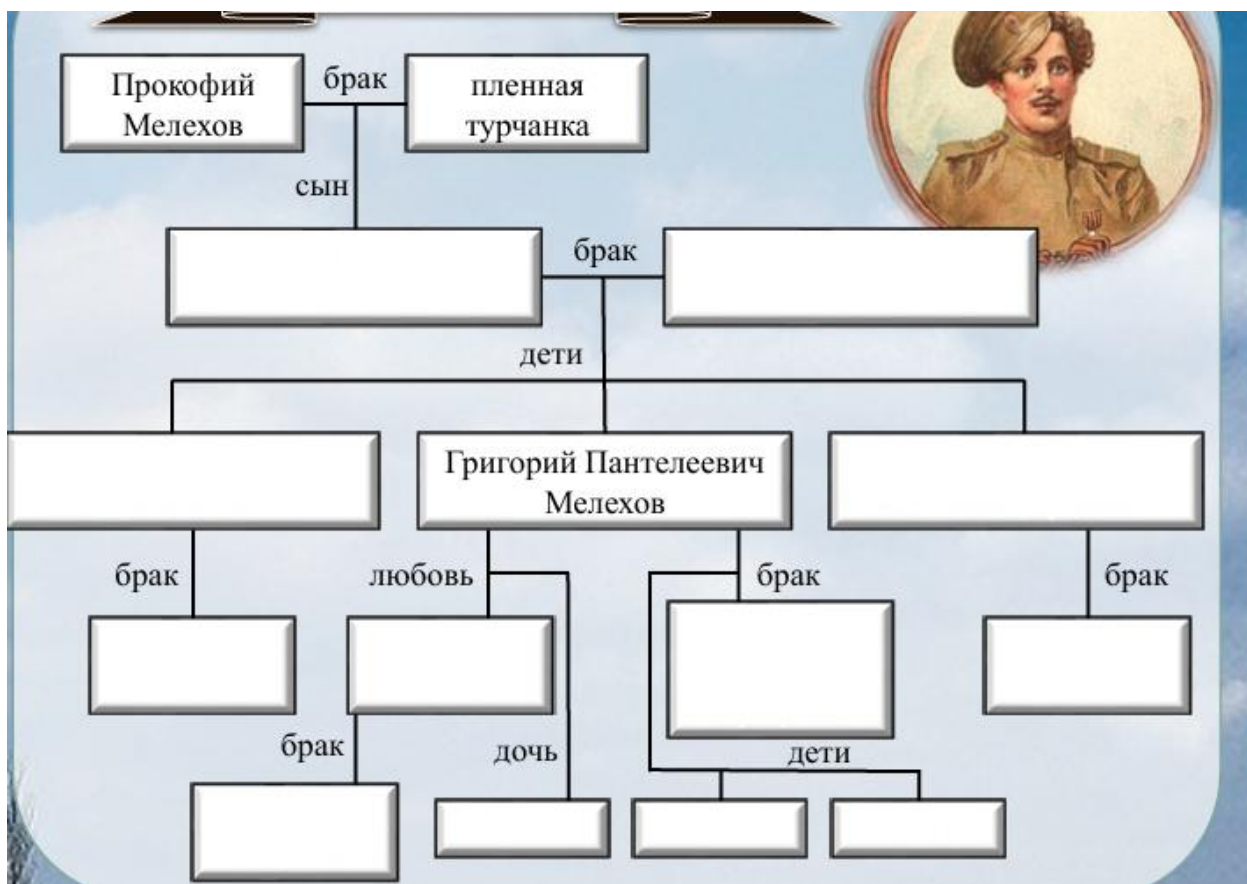 Прокофий
Мелехов
брак
пленная
турчанка
сын
брак
дети
Григорий Пантелеевич
Мелехов
брак
любовь
брак
брак
брак
дочь
дети